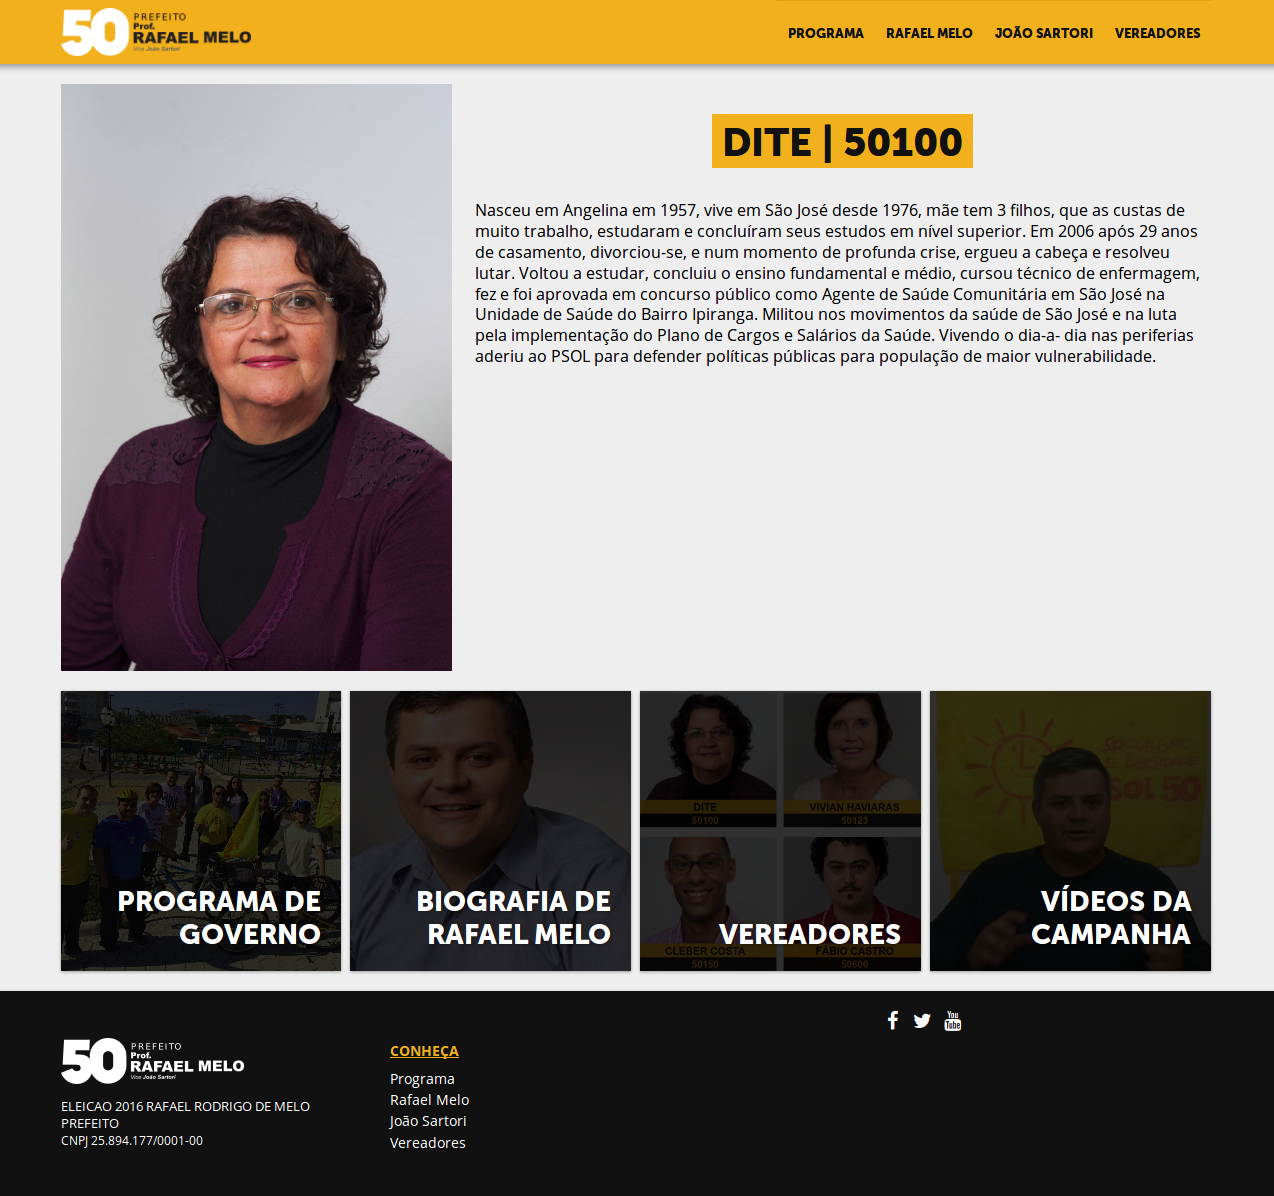 50 PREFEITO
Prof.
RAFAEL MELO
Vice João Sartori
PROGRAMA RAFAEL MELO JOÃO SARTORI VEREADORES
DITE | 50100
Nasceu em Angelina em 1957, vive em São José desde 1976, mãe tem 3 filhos, que as custas de
muito trabalho, estudaram e concluíram seus estudos em nível superior. Em 2006 após 29 anos
de casamento, divorciou-se, e num momento de profunda crise, ergueu a cabeça e resolveu
lutar. Voltou a estudar, concluiu o ensino fundamental e médio, cursou técnico de enfermagem,
fez e foi aprovada em concurso público como Agente de Saúde Comunitária em São José na
Unidade de Saúde do Bairro Ipiranga. Militou nos movimentos da saúde de São José e na luta
pela implementação do Plano de Cargos e Salários da Saúde. Vivendo o dia-a- dia nas periferias
aderiu ao PSOL para defender políticas públicas para população de maior vulnerabilidade.
PROGRAMA DE
GOVERNO
BIOGRAFIA DE
RAFAEL MELO
DITE
50100
VIVIAN HAVIARAS
50123
VEREADORES
CLEBER COSTA
50150
FABIO CASTRO
50600
SOCIALISMO
E LIBERDADE
SOL 50
VÍDEOS DA
CAMPANHA
50 PREFEITO
Prof.
RAFAEL MELO
Vice João Sartori
ELEICAO 2016 RAFAEL RODRIGO DE MELO
PREFEITO
CNPJ 25.894.177/0001-00
CONHEÇA
Programa
Rafael Melo
João Sartori
Vereadores
You
Tube